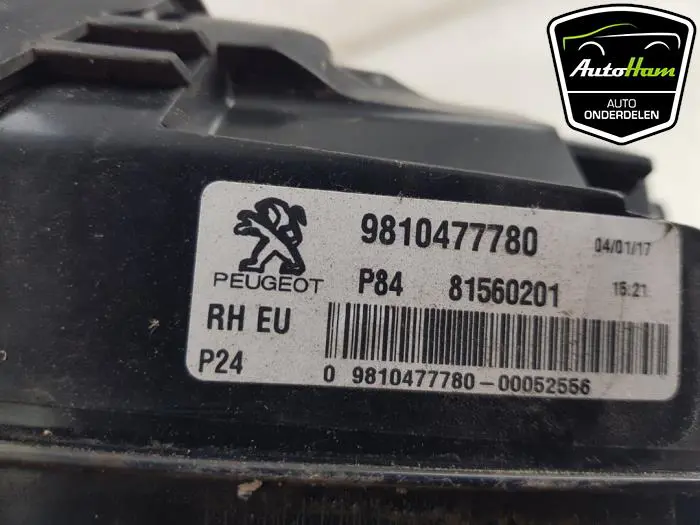 AutoHam
AUTO
ONDERDELEN
PEUGEOT
9810477780
04/01/17
P84
81560201
15:21
RH EU
P24
0 9810477780-00052556